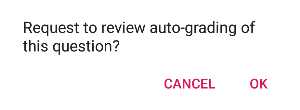 Request to review auto-grading of
this question?
CANCEL OK